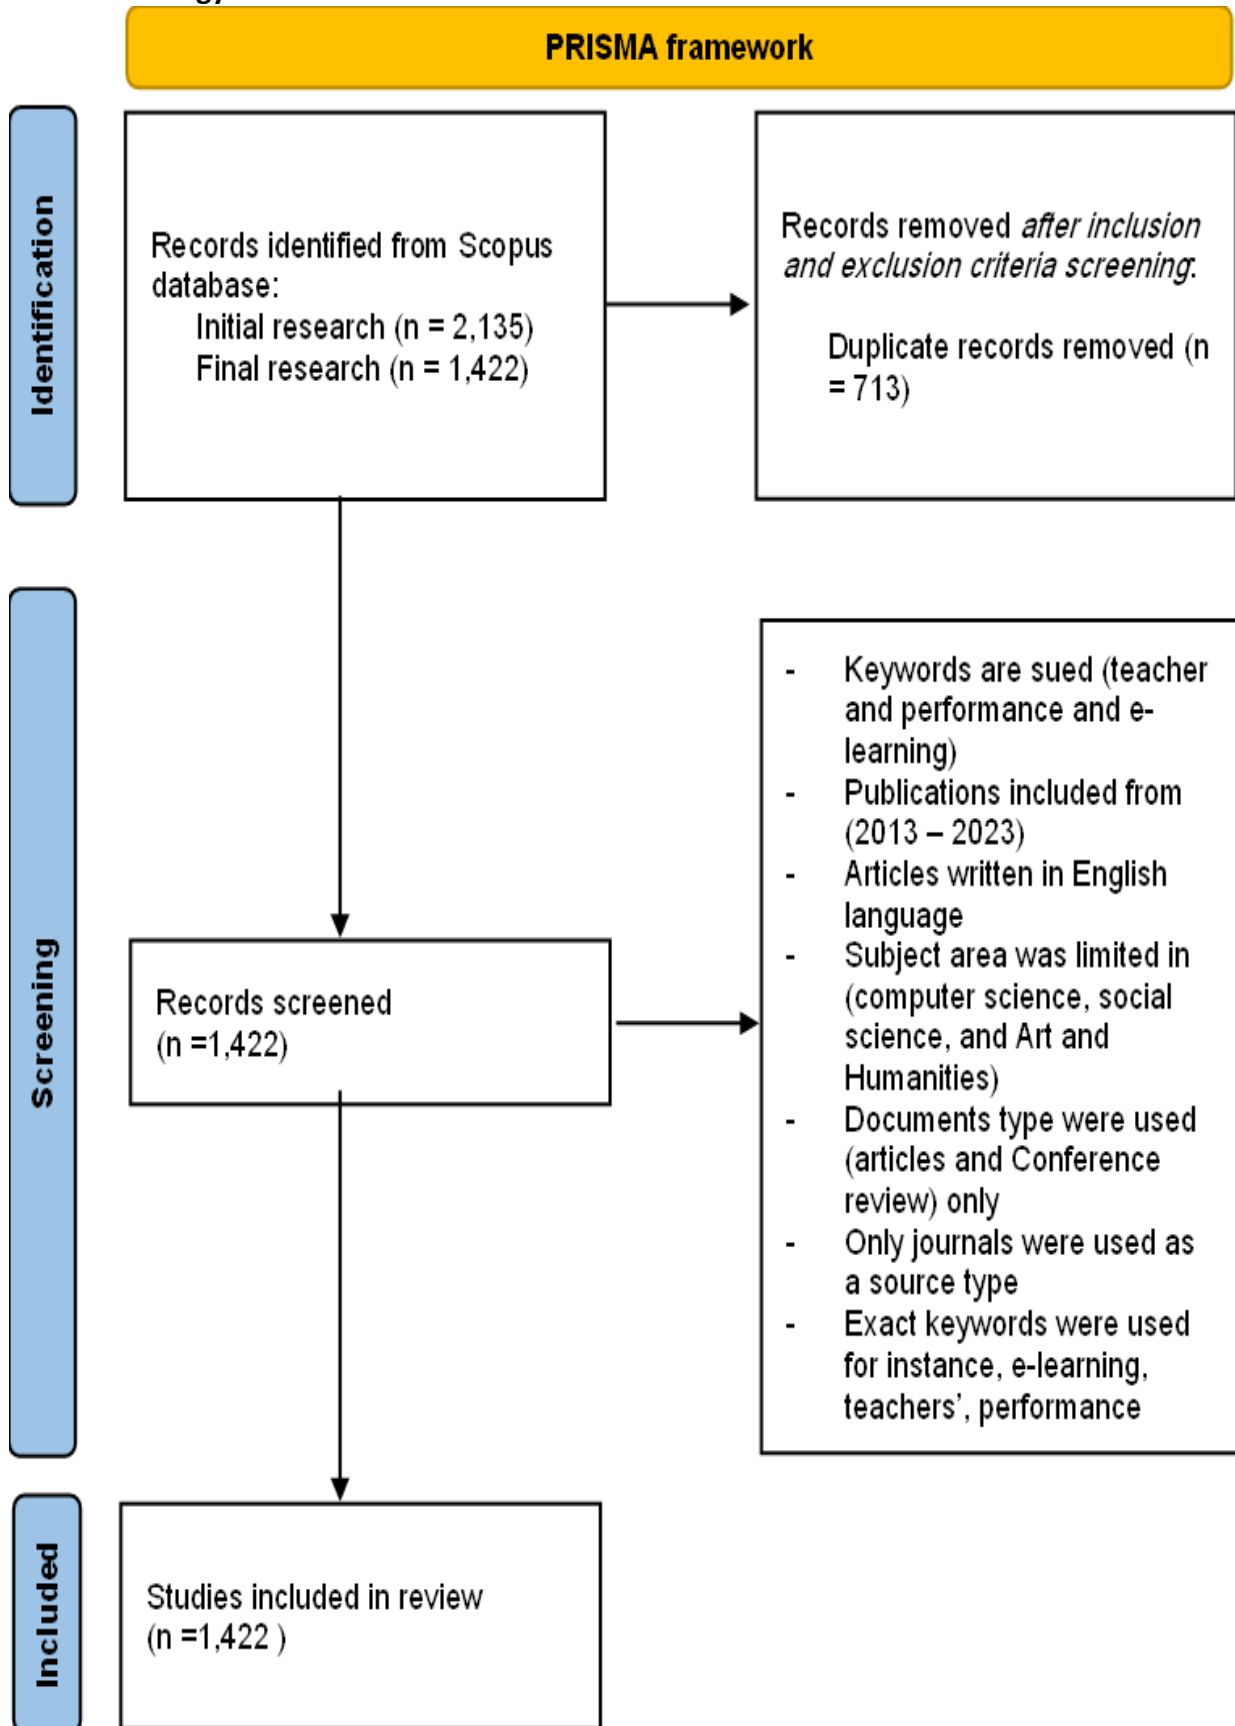 gy
PRISMA framework
Identification
Records identified from Scopus
database:
Initial research (n = 2,135)
Final research (n = 1,422)
Records removed after inclusion
and exclusion criteria screening:
Duplicate records removed (n
= 713)
Screening
Records screened
(n =1,422)
- Keywords are sued (teacher
and performance and e-
learning)
- Publications included from
(2013 – 2023)
- Articles written in English
language
- Subject area was limited in
(computer science, social
science, and Art and
Humanities)
- Documents type were used
(articles and Conference
review) only
- Only journals were used as
a source type
- Exact keywords were used
for instance, e-learning,
teachers’, performance
Included
Studies included in review
(n =1,422 )